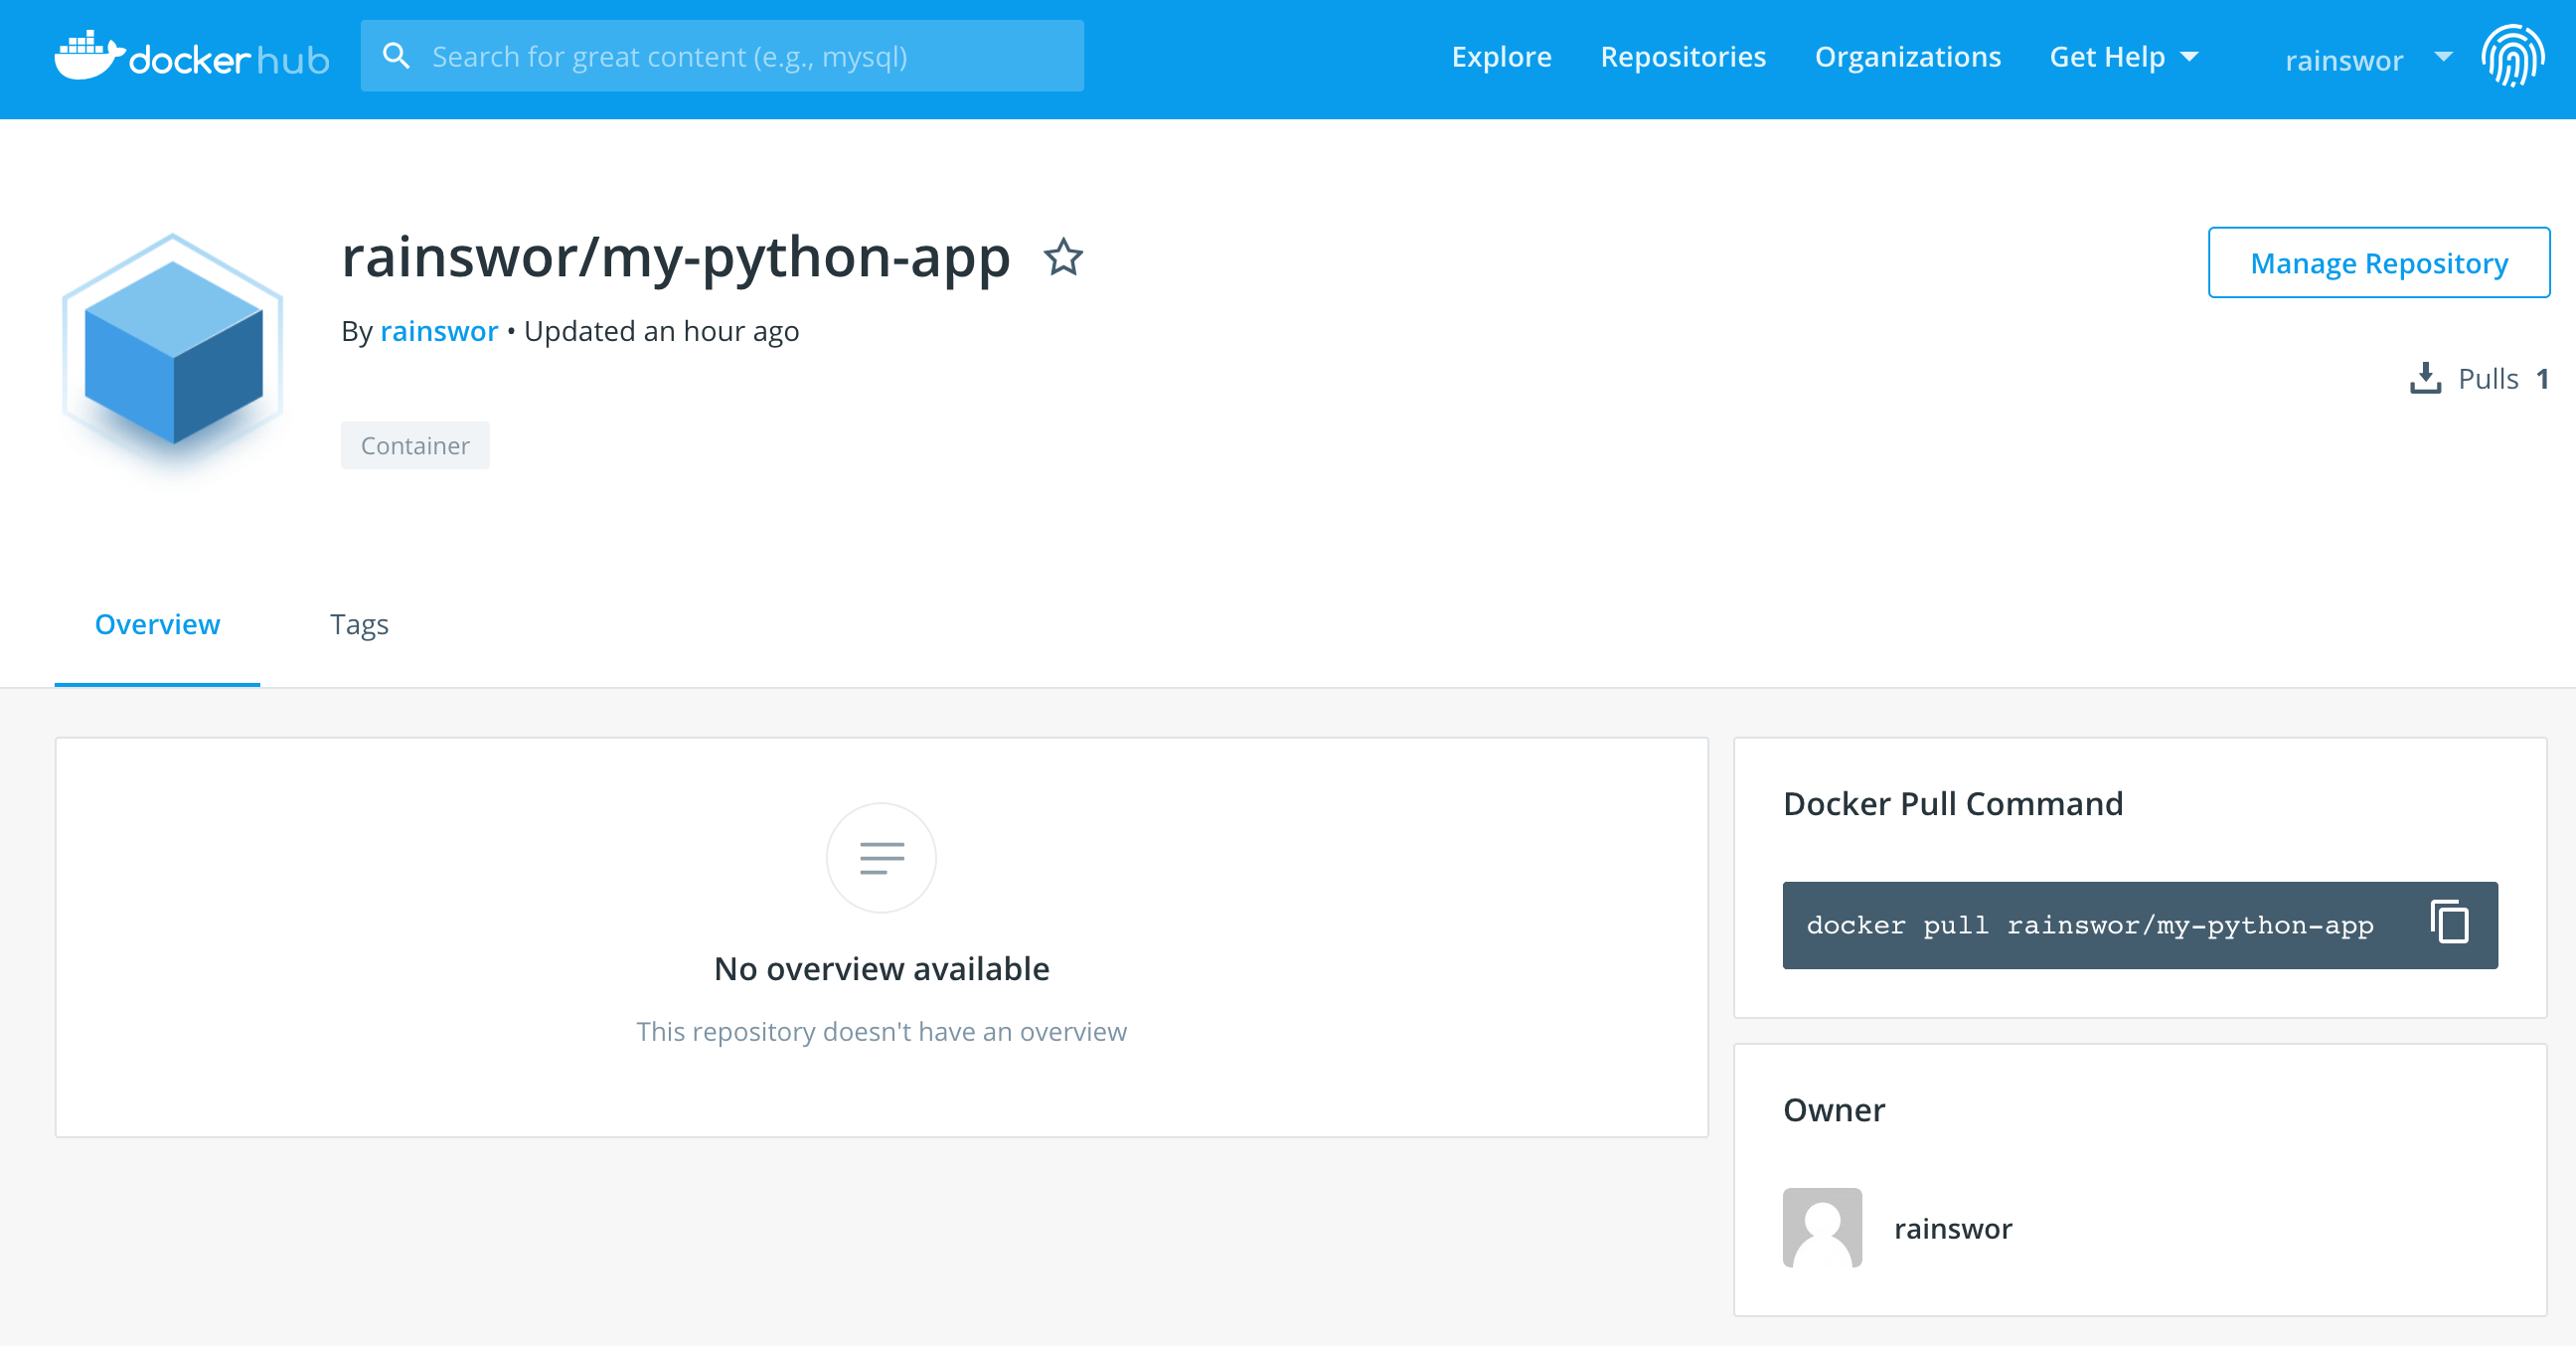 docker hub
Search for great content (e.g., mysql)
Explore Repositories Organizations Get Help rainswor
rainswor/my-python-app
By rainswor • Updated an hour ago
Container
Manage Repository
Pulls 1
Overview Tags
No overview available
This repository doesn't have an overview
Docker Pull Command
docker pull rainswor/my-python-app
Owner
rainswor